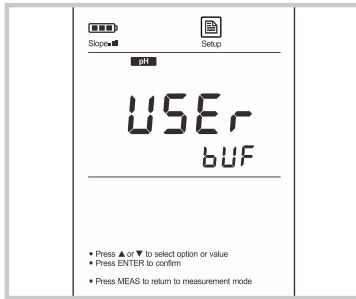 Slope Setup
pH
USEr
bUF
• Press ▲ or ▼ to select option or value
• Press ENTER to confirm
• Press MEAS to return to measurement mode